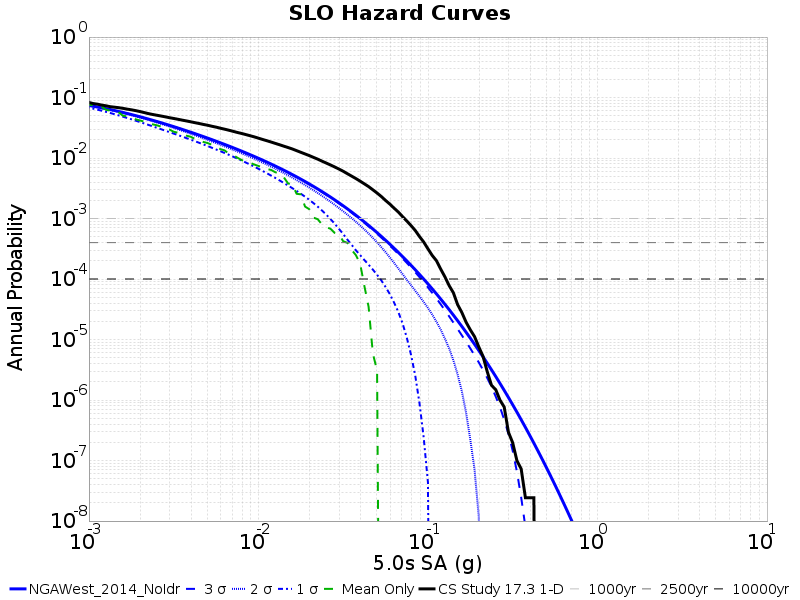 SLO Hazard Curves
Annual Probability
10^0
10^-1
10^-2
10^-3
10^-4
10^-5
10^-6
10^-7
10^-8
10^-3 10^-2 10^-1 10^0 10^1
5.0s SA (g)
NGAWest_2014_NoIdr 3 σ 2 σ 1 σ Mean Only CS Study 17.3 1-D 1000yr 2500yr 10000yr